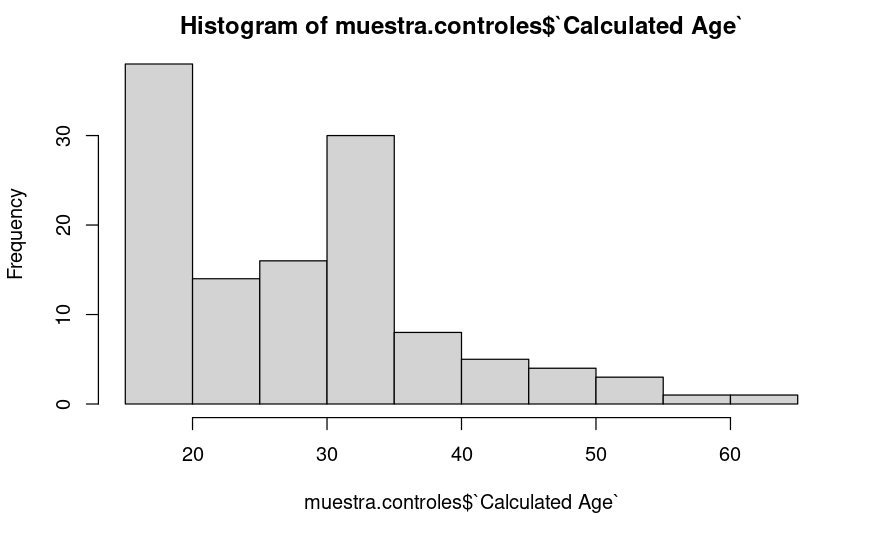 Histogram of muestra.controles$`Calculated Age`
Frequency
30
20
10
0
20 30 40 50 60
muestra.controles$`Calculated Age`